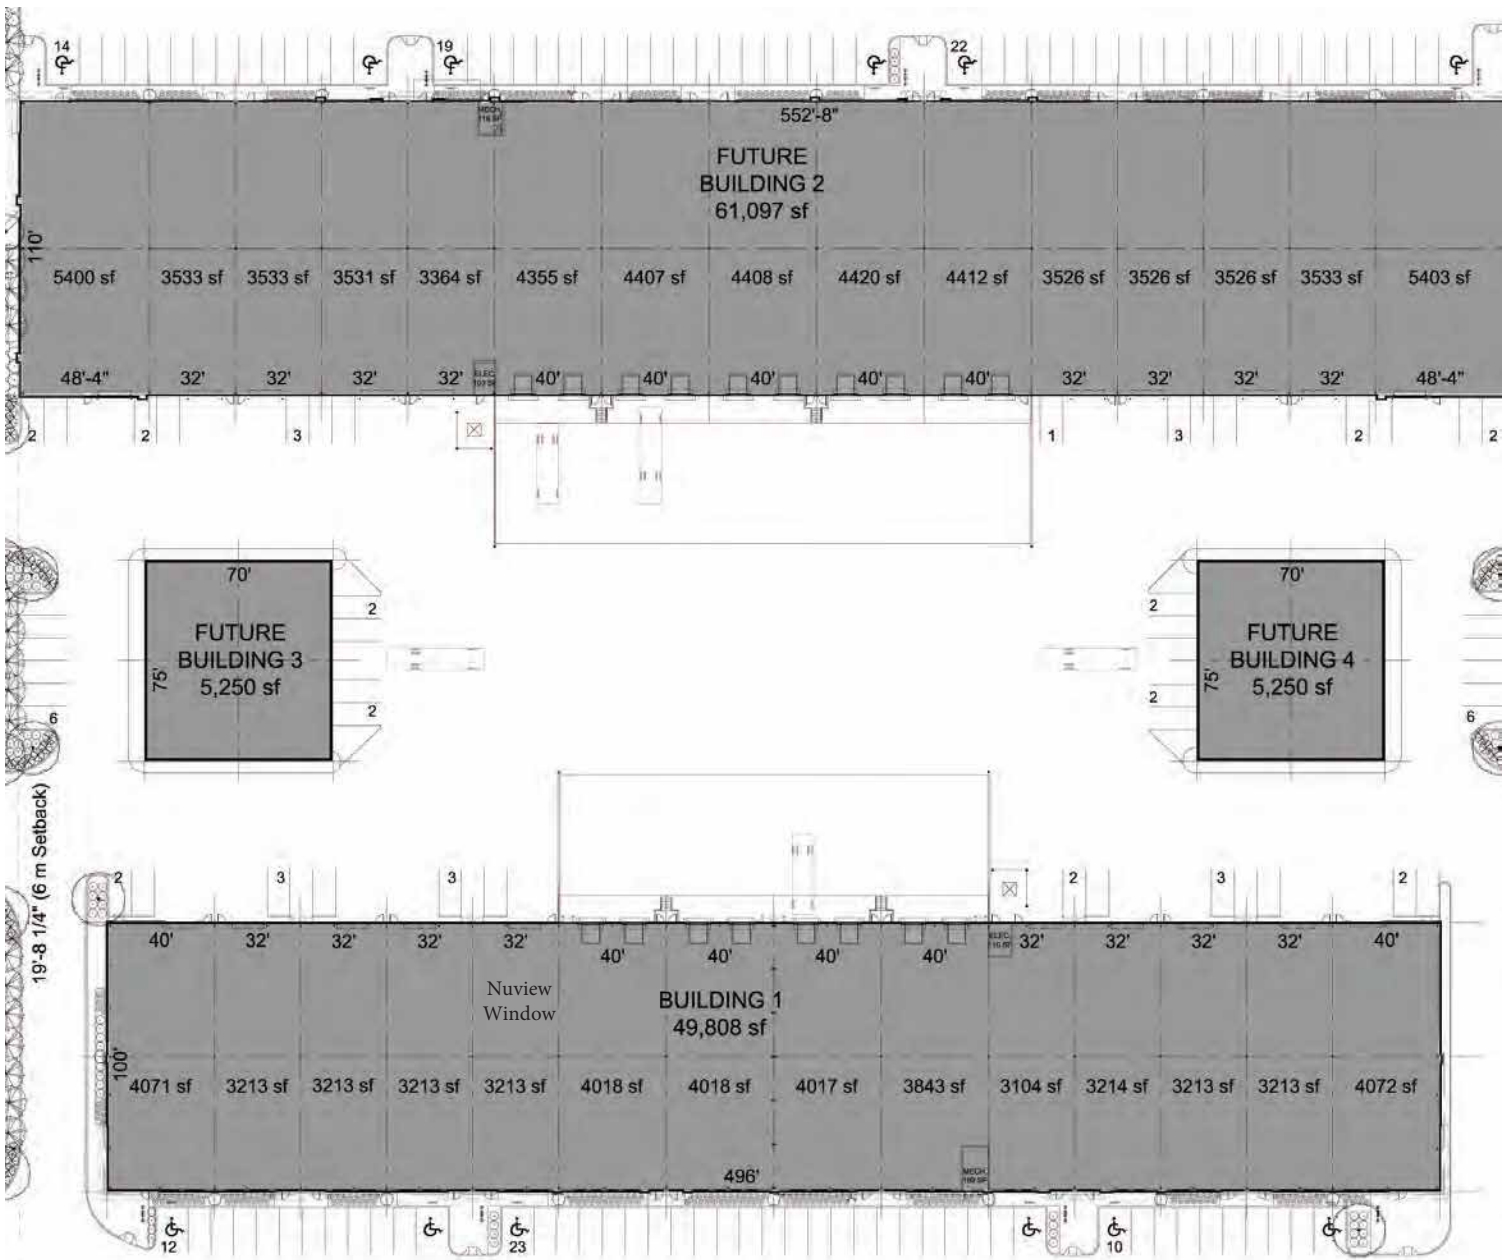 14 19 22
552'-8"
MECH.
FUTURE
BUILDING 2
61,097 sf
110'
5400 sf 3533 sf 3533 sf 3531 sf 3364 sf 4355 sf 4407 sf 4408 sf 4420 sf 4412 sf 3526 sf 3526 sf 3526 sf 3533 sf 5403 sf
ELEC.
48'-4" 32' 32' 32' 32' 40' 40' 40' 40' 40' 32' 32' 32' 32' 48'-4"
2 2 3 1 3 2 2
70' 70'
2 2
FUTURE
BUILDING 3
5,250 sf
75'
FUTURE
BUILDING 4
5,250 sf
75'
2 2
6 6
19'-8 1/4" (6 m Setback)
2 3 3 2 3 2
40' 32' 32' 32' 32' 40' 40' 40' 40' 32' 32' 32' 32' 40'
ELEC.
Nuview
Window
BUILDING 1
49,808 sf
100'
4071 sf 3213 sf 3213 sf 3213 sf 3213 sf 4018 sf 4018 sf 4017 sf 3843 sf 3104 sf 3214 sf 3213 sf 3213 sf 4072 sf
496'
MECH.
12 23 10